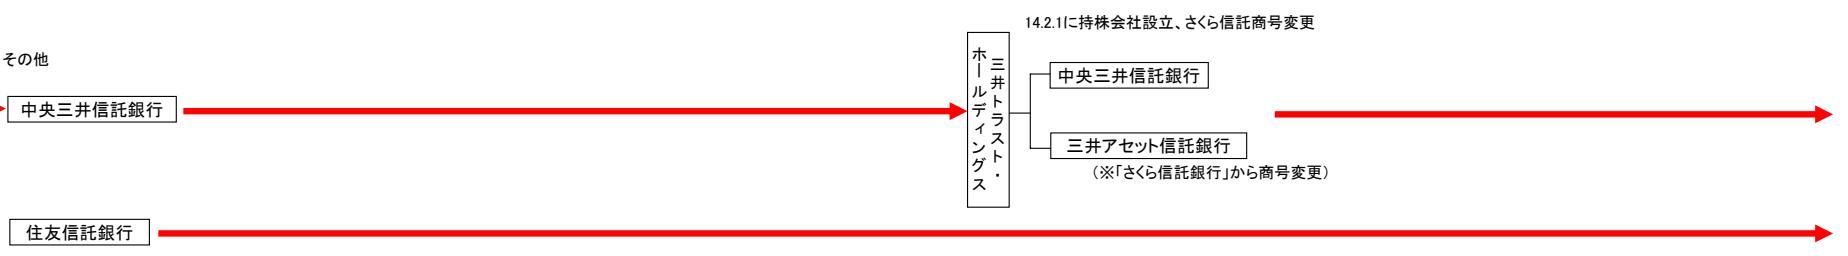 14.2.1に持株会社設立、さくら信託商号変更
その他
中央三井信託銀行
三井トラスト・
ホールディングス
中央三井信託銀行
三井アセット信託銀行
（※「さくら信託銀行」から商号変更）
住友信託銀行